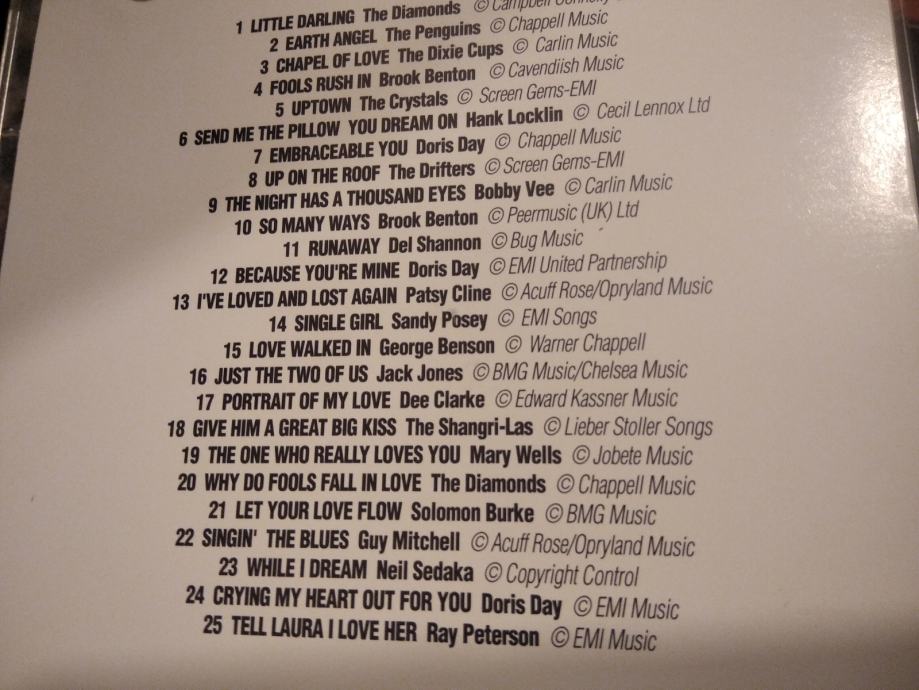 1 LITTLE DARLING The Diamonds © Campbell Connelly
2 EARTH ANGEL The Penguins © Chappell Music
3 CHAPEL OF LOVE The Dixie Cups © Carlin Music
4 FOOLS RUSH IN Brook Benton © Cavendiish Music
5 UPTOWN The Crystals © Screen Gems-EMI
6 SEND ME THE PILLOW YOU DREAM ON Hank Locklin © Cecil Lennox Ltd
7 EMBRACEABLE YOU Doris Day © Chappell Music
8 UP ON THE ROOF The Drifters © Screen Gems-EMI
9 THE NIGHT HAS A THOUSAND EYES Bobby Vee © Carlin Music
10 SO MANY WAYS Brook Benton © Peermusic (UK) Ltd
11 RUNAWAY Del Shannon © Bug Music
12 BECAUSE YOU'RE MINE Doris Day © EMI United Partnership
13 I'VE LOVED AND LOST AGAIN Patsy Cline © Acuff Rose/Opryland Music
14 SINGLE GIRL Sandy Posey © EMI Songs
15 LOVE WALKED IN George Benson © Warner Chappell
16 JUST THE TWO OF US Jack Jones © BMG Music/Chelsea Music
17 PORTRAIT OF MY LOVE Dee Clarke © Edward Kassner Music
18 GIVE HIM A GREAT BIG KISS The Shangri-Las © Lieber Stoller Songs
19 THE ONE WHO REALLY LOVES YOU Mary Wells © Jobete Music
20 WHY DO FOOLS FALL IN LOVE The Diamonds © Chappell Music
21 LET YOUR LOVE FLOW Solomon Burke © BMG Music
22 SINGIN' THE BLUES Guy Mitchell © Acuff Rose/Opryland Music
23 WHILE I DREAM Neil Sedaka © Copyright Control
24 CRYING MY HEART OUT FOR YOU Doris Day © EMI Music
25 TELL LAURA I LOVE HER Ray Peterson © EMI Music